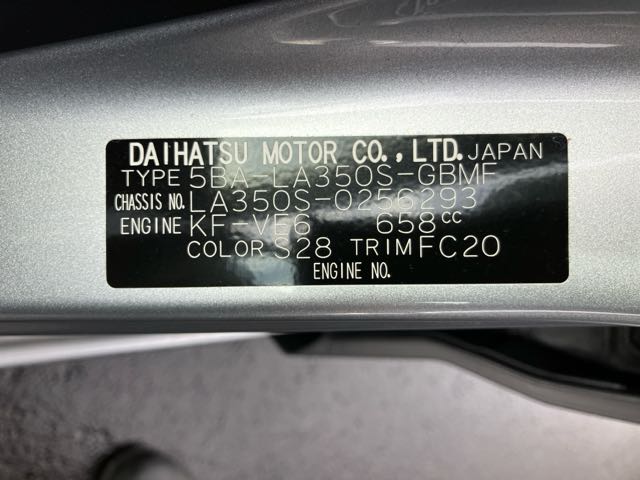 DAIHATSU MOTOR CO., LTD. JAPAN
TYPE 5BA-LA350S-GBMF
CHASSIS NO. LA350S-0256293
ENGINE KF-VE6 658cc
COLOR S28 TRIM FC20
ENGINE NO.